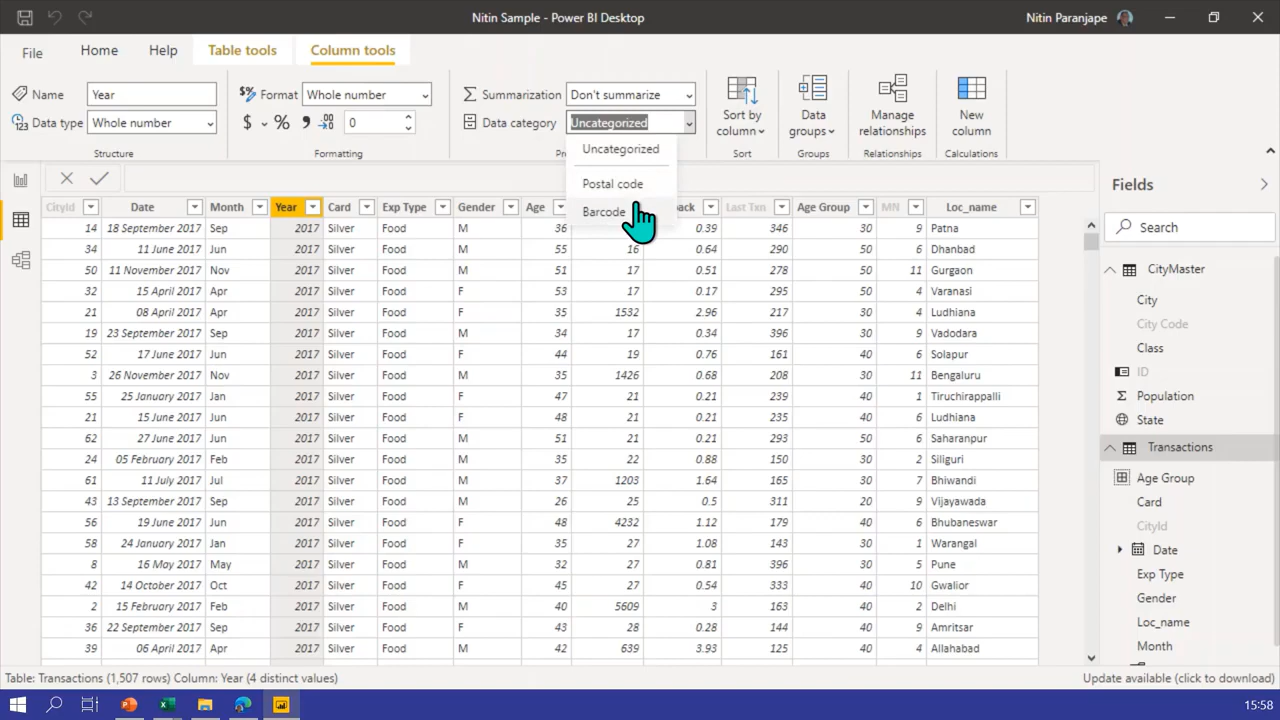 Nitin Sample - Power BI Desktop
Nitin Paranjape
File Home Help Table tools Column tools
Name Year
Data type Whole number
Structure
Format Whole number
$ % , 0
Formatting
Summarization Don't summarize
Data category Uncategorized
Uncategorized
Postal code
Barcode
Sort by column
Sort
Data groups
Groups
Manage relationships
Relationships
New column
Calculations
CityId Date Month Year Card Exp Type Gender Age Last Txn Age Group MN Loc_name
14 18 September 2017 Sep 2017 Silver Food M 36 0.39 346 30 9 Patna
34 11 June 2017 Jun 2017 Silver Food M 55 16 0.64 290 50 6 Dhanbad
50 11 November 2017 Nov 2017 Silver Food M 51 17 0.51 278 50 11 Gurgaon
32 15 April 2017 Apr 2017 Silver Food F 53 17 0.17 295 50 4 Varanasi
21 08 April 2017 Apr 2017 Silver Food F 35 1532 2.96 217 30 4 Ludhiana
19 23 September 2017 Sep 2017 Silver Food M 34 17 0.34 396 30 9 Vadodara
52 17 June 2017 Jun 2017 Silver Food F 44 19 0.76 161 40 6 Solapur
3 26 November 2017 Nov 2017 Silver Food M 35 1426 0.68 208 30 11 Bengaluru
55 25 January 2017 Jan 2017 Silver Food F 47 21 0.21 239 40 1 Tiruchirappalli
21 15 June 2017 Jun 2017 Silver Food F 48 21 0.21 235 40 6 Ludhiana
62 27 June 2017 Jun 2017 Silver Food M 51 21 0.21 293 50 6 Saharanpur
24 05 February 2017 Feb 2017 Silver Food M 35 22 0.88 150 30 2 Siliguri
61 11 July 2017 Jul 2017 Silver Food M 37 1203 1.64 165 30 7 Bhiwandi
43 13 September 2017 Sep 2017 Silver Food M 26 25 0.5 311 20 9 Vijayawada
56 19 June 2017 Jun 2017 Silver Food F 48 4232 1.12 179 40 6 Bhubaneswar
58 24 January 2017 Jan 2017 Silver Food F 35 27 1.08 143 30 1 Warangal
8 16 May 2017 May 2017 Silver Food M 32 27 0.81 396 30 5 Pune
42 14 October 2017 Oct 2017 Silver Food F 45 27 0.54 333 40 10 Gwalior
2 15 February 2017 Feb 2017 Silver Food M 40 5609 3 163 40 2 Delhi
36 22 September 2017 Sep 2017 Silver Food M 43 28 0.28 144 40 9 Amritsar
39 06 April 2017 Apr 2017 Silver Food M 42 639 3.93 125 40 4 Allahabad
Fields
Search
CityMaster
City
City Code
Class
ID
Population
State
Transactions
Age Group
Card
CityId
Date
Exp Type
Gender
Loc_name
Month
Table: Transactions (1,507 rows) Column: Year (4 distinct values)
Update available (click to download)
15:58